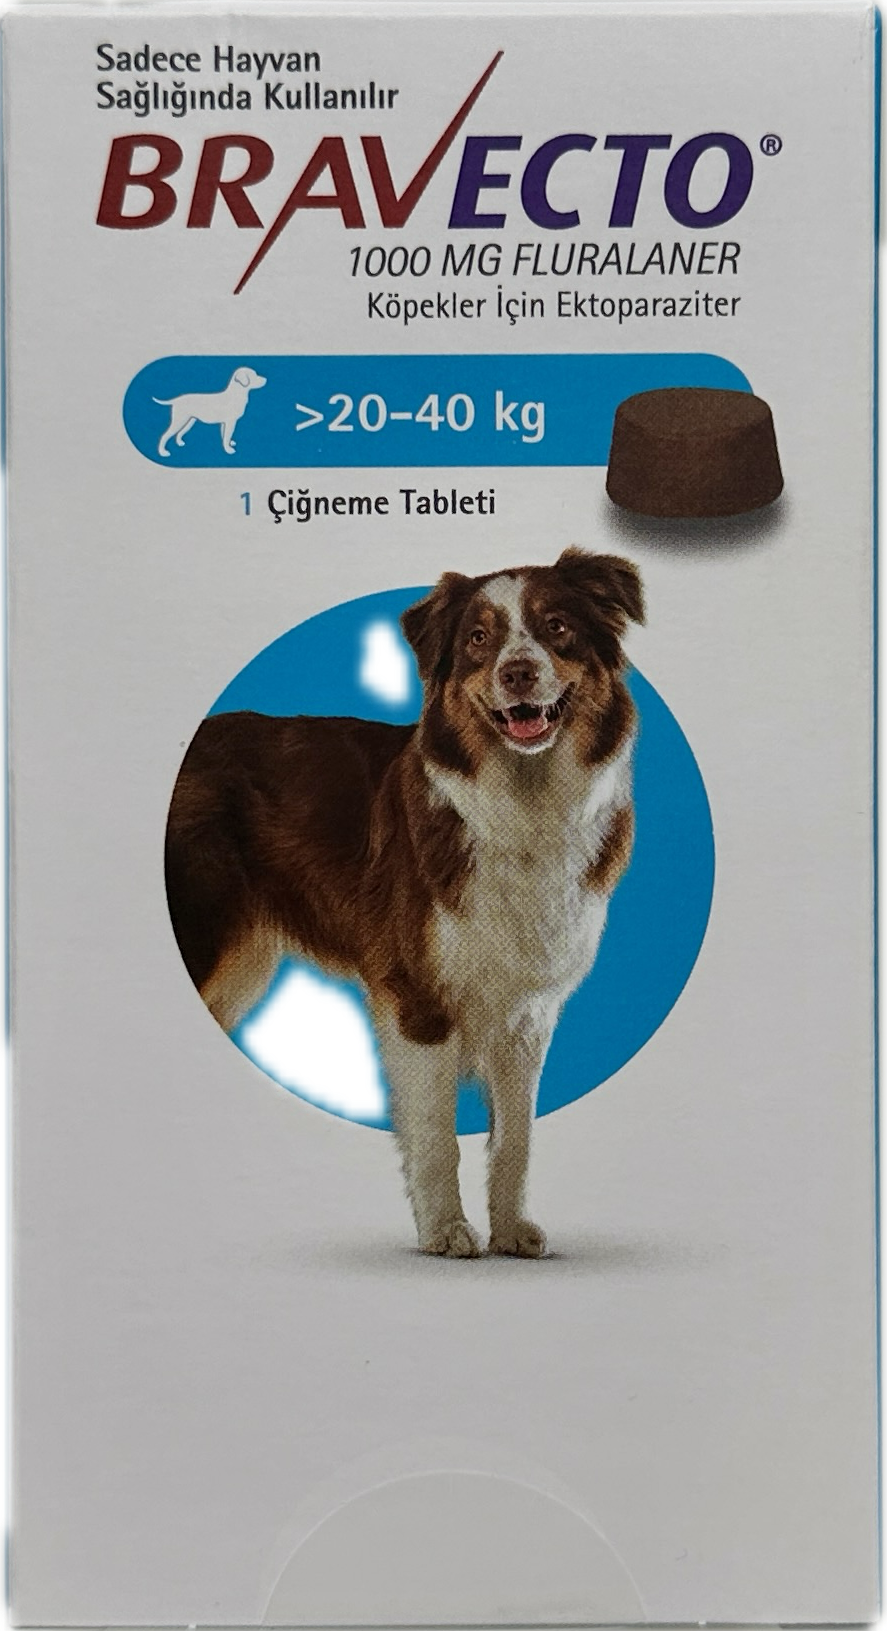 Sadece Hayvan
Sağlığında Kullanılır
BRAVECTO®
1000 MG FLURALANER
Köpekler İçin Ektoparaziter
>20-40 kg
1 Çiğneme Tableti